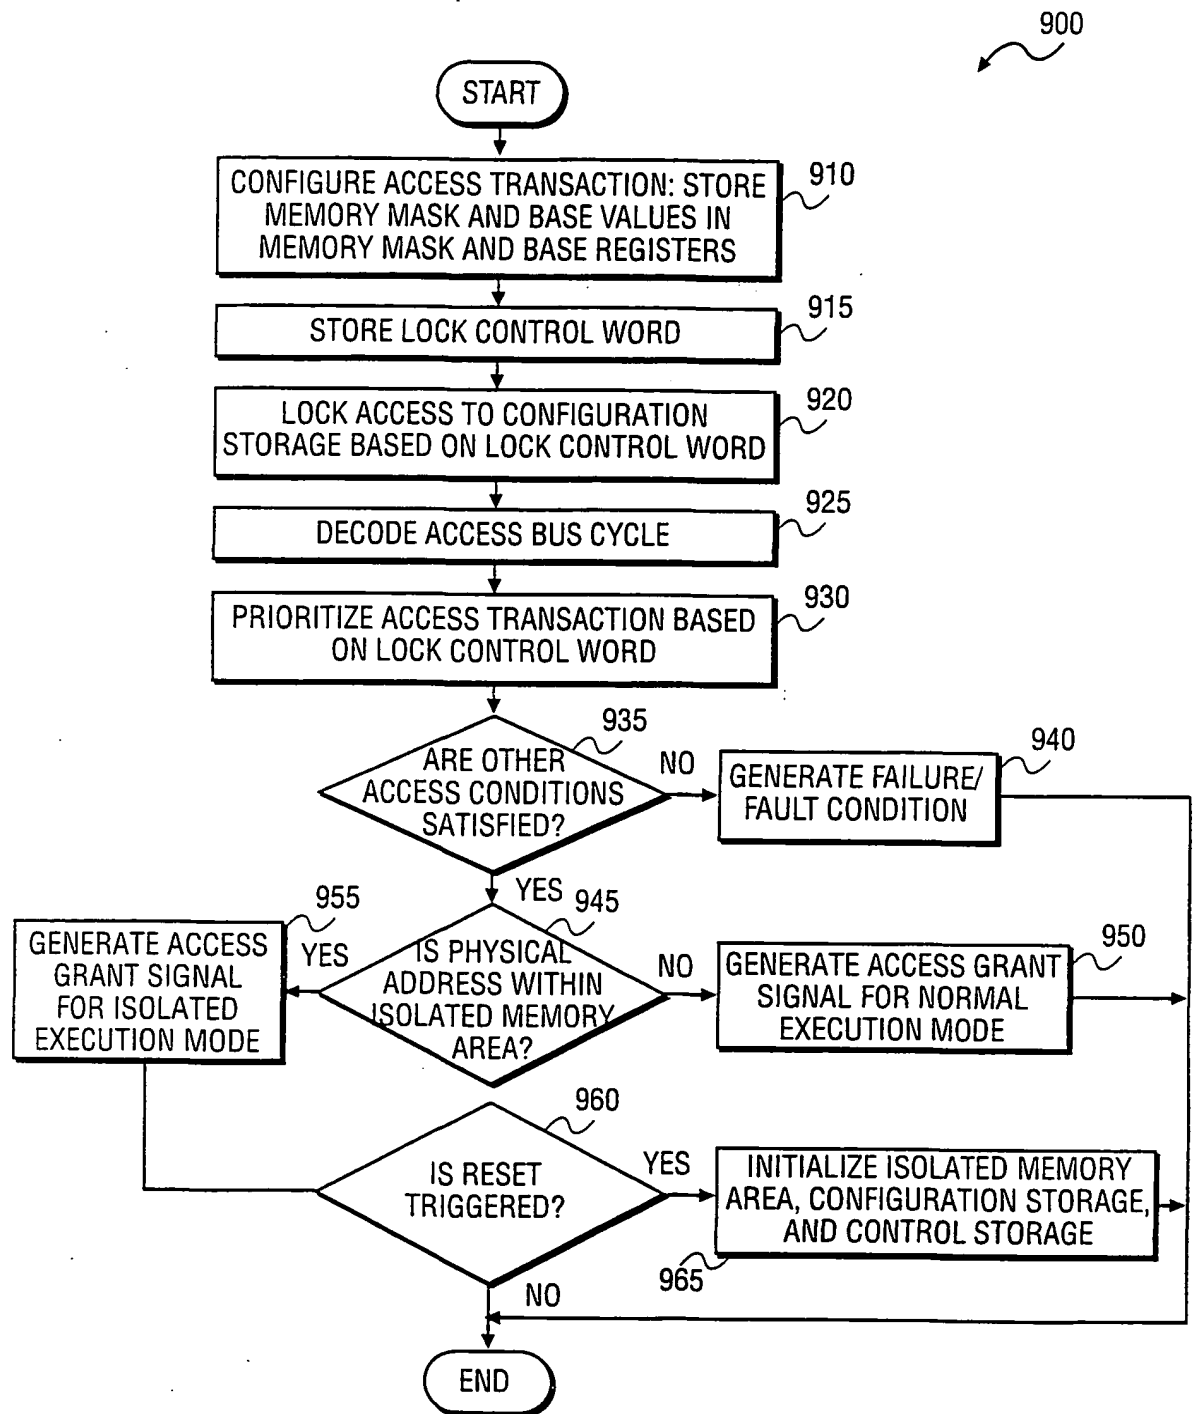 900
START
CONFIGURE ACCESS TRANSACTION: STORE
MEMORY MASK AND BASE VALUES IN
MEMORY MASK AND BASE REGISTERS
910
STORE LOCK CONTROL WORD
915
LOCK ACCESS TO CONFIGURATION
STORAGE BASED ON LOCK CONTROL WORD
920
DECODE ACCESS BUS CYCLE
925
PRIORITIZE ACCESS TRANSACTION BASED
ON LOCK CONTROL WORD
930
ARE OTHER
ACCESS CONDITIONS
SATISFIED?
935
NO
GENERATE FAILURE/
FAULT CONDITION
940
YES
GENERATE ACCESS
GRANT SIGNAL
FOR ISOLATED
EXECUTION MODE
955
YES
IS PHYSICAL
ADDRESS WITHIN
ISOLATED MEMORY
AREA?
945
NO
GENERATE ACCESS GRANT
SIGNAL FOR NORMAL
EXECUTION MODE
950
IS RESET
TRIGGERED?
960
YES
INITIALIZE ISOLATED MEMORY
AREA, CONFIGURATION STORAGE,
AND CONTROL STORAGE
965
NO
END